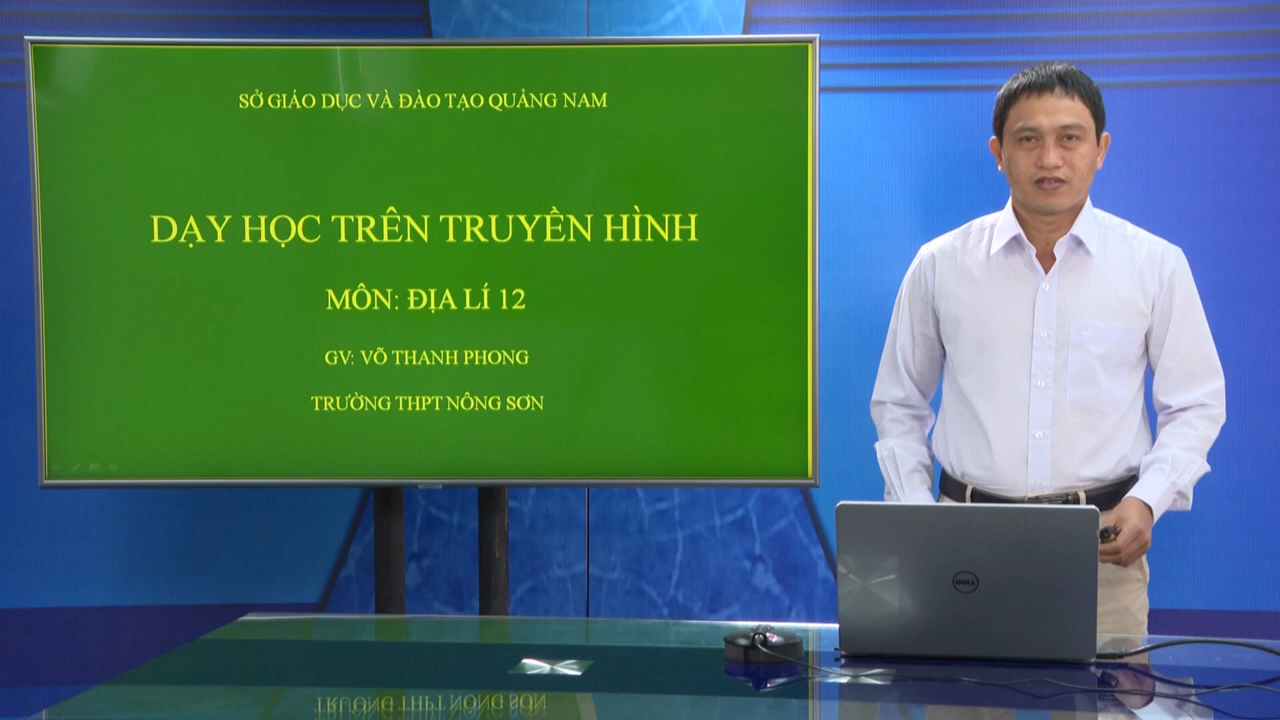 SỞ GIÁO DỤC VÀ ĐÀO TẠO QUẢNG NAM
DẠY HỌC TRÊN TRUYỀN HÌNH
MÔN: ĐỊA LÍ 12
GV: VÕ THANH PHONG
TRƯỜNG THPT NÔNG SƠN
DELL